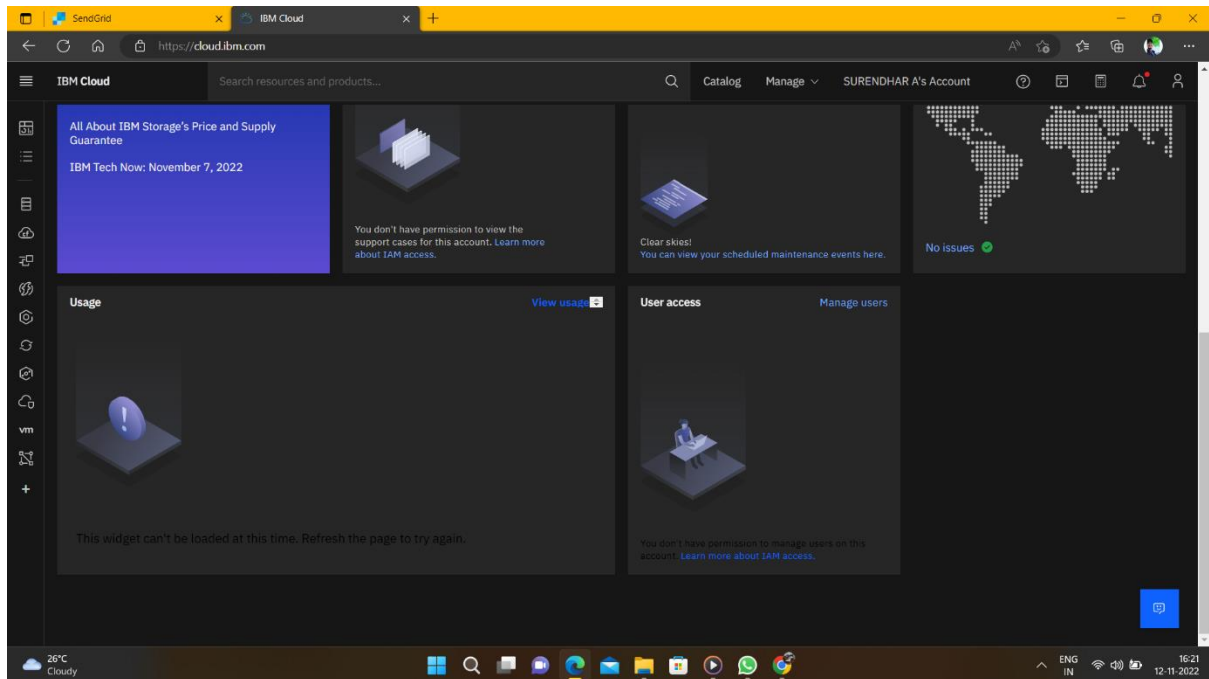 SendGrid
IBM Cloud
https://cloud.ibm.com
IBM Cloud
Search resources and products...
Catalog
Manage
SURENDHAR A's Account
All About IBM Storage's Price and Supply
Guarantee
IBM Tech Now: November 7, 2022
You don't have permission to view the
support cases for this account. Learn more
about IAM access.
Clear skies!
You can view your scheduled maintenance events here.
No issues
Usage
View usage
User access
Manage users
vm
This widget can't be loaded at this time. Refresh the page to try again.
You don't have permission to manage users on this
account. Learn more about IAM access.
26°C
Cloudy
ENG
IN
16:21
12-11-2022